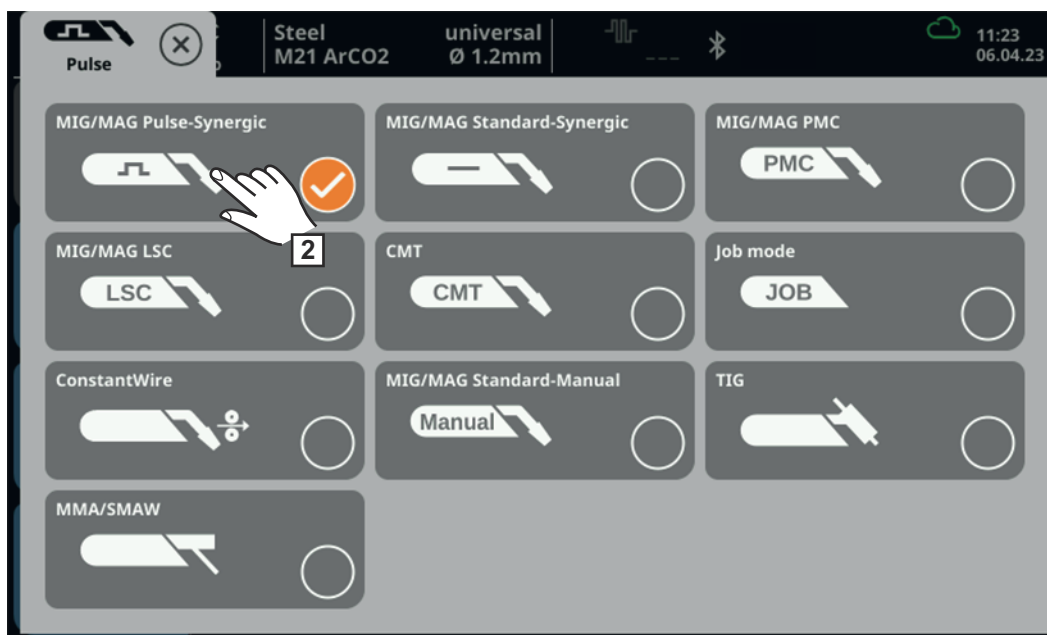 Pulse
Steel
M21 ArCO2
universal
Ø 1.2mm
---
11:23
06.04.23
MIG/MAG Pulse-Synergic
MIG/MAG Standard-Synergic
MIG/MAG PMC
PMC
2
MIG/MAG LSC
LSC
CMT
CMT
Job mode
JOB
ConstantWire
MIG/MAG Standard-Manual
Manual
TIG
MMA/SMAW